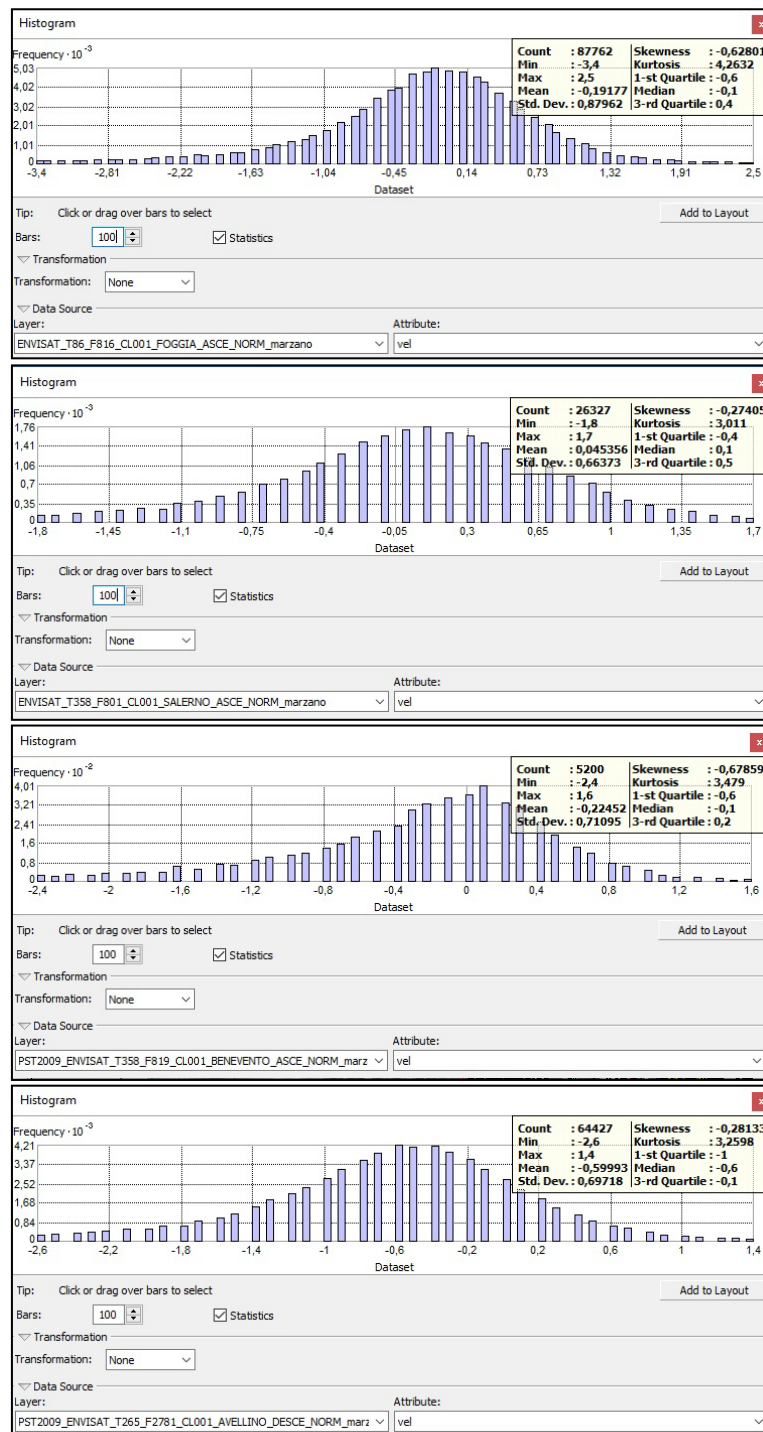 Histogram
x
Frequency · 10⁻³
Count : 87762 Skewness : -0,62801
Min : -3,4 Kurtosis : 4,2632
Max : 2,5 1-st Quartile : -0,6
Mean : -0,19177 Median : -0,1
Std. Dev. : 0,87962 3-rd Quartile : 0,4
5,03
4,02
3,02
2,01
1,01
0
-3,4 -2,81 -2,22 -1,63 -1,04 -0,45 0,14 0,73 1,32 1,91 2,5
Dataset
Tip: Click or drag over bars to select Add to Layout
Bars: 100 Statistics
Transformation
Transformation: None
Data Source
Layer: Attribute:
ENVISAT_T86_F816_CL001_FOGGIA_ASCE_NORM_marzano vel
Histogram
x
Frequency · 10⁻³
Count : 26327 Skewness : -0,27405
Min : -1,8 Kurtosis : 3,011
Max : 1,7 1-st Quartile : -0,4
Mean : 0,045356 Median : 0,1
Std. Dev. : 0,66373 3-rd Quartile : 0,5
1,76
1,41
1,06
0,7
0,35
0
-1,8 -1,45 -1,1 -0,75 -0,4 -0,05 0,3 0,65 1 1,35 1,7
Dataset
Tip: Click or drag over bars to select Add to Layout
Bars: 100 Statistics
Transformation
Transformation: None
Data Source
Layer: Attribute:
ENVISAT_T358_F801_CL001_SALERNO_ASCE_NORM_marzano vel
Histogram
x
Frequency · 10⁻²
Count : 5200 Skewness : -0,67859
Min : -2,4 Kurtosis : 3,479
Max : 1,6 1-st Quartile : -0,6
Mean : -0,22452 Median : -0,1
Std. Dev. : 0,71095 3-rd Quartile : 0,2
4,01
3,21
2,41
1,6
0,8
0
-2,4 -2 -1,6 -1,2 -0,8 -0,4 0 0,4 0,8 1,2 1,6
Dataset
Tip: Click or drag over bars to select Add to Layout
Bars: 100 Statistics
Transformation
Transformation: None
Data Source
Layer: Attribute:
PST2009_ENVISAT_T358_F819_CL001_BENEVENTO_ASCE_NORM_marz vel
Histogram
x
Frequency · 10⁻³
Count : 64427 Skewness : -0,28133
Min : -2,6 Kurtosis : 3,2598
Max : 1,4 1-st Quartile : -1
Mean : -0,59993 Median : -0,6
Std. Dev. : 0,69718 3-rd Quartile : -0,1
4,21
3,37
2,52
1,68
0,84
0
-2,6 -2,2 -1,8 -1,4 -1 -0,6 -0,2 0,2 0,6 1 1,4
Dataset
Tip: Click or drag over bars to select Add to Layout
Bars: 100 Statistics
Transformation
Transformation: None
Data Source
Layer: Attribute:
PST2009_ENVISAT_T265_F2781_CL001_AVELLINO_DESCE_NORM_marz vel